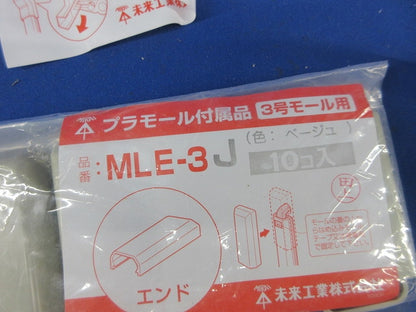 未来工業
プラモール付属品 3号モール用
品番: MLE-3J (色: ベージュ)
10コ入
エンド
未来工業株式会社